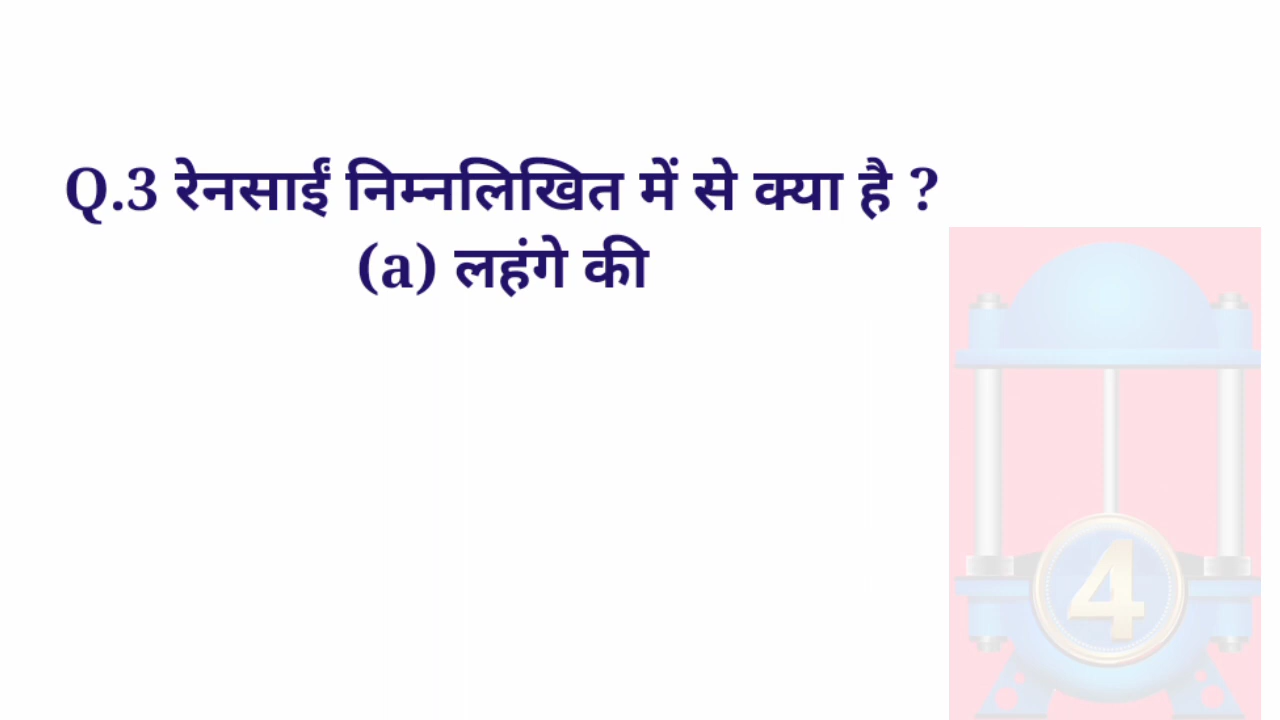 Q.3 रेनसाईं निम्नलिखित में से क्या है ?
(a) लहंगे की
4